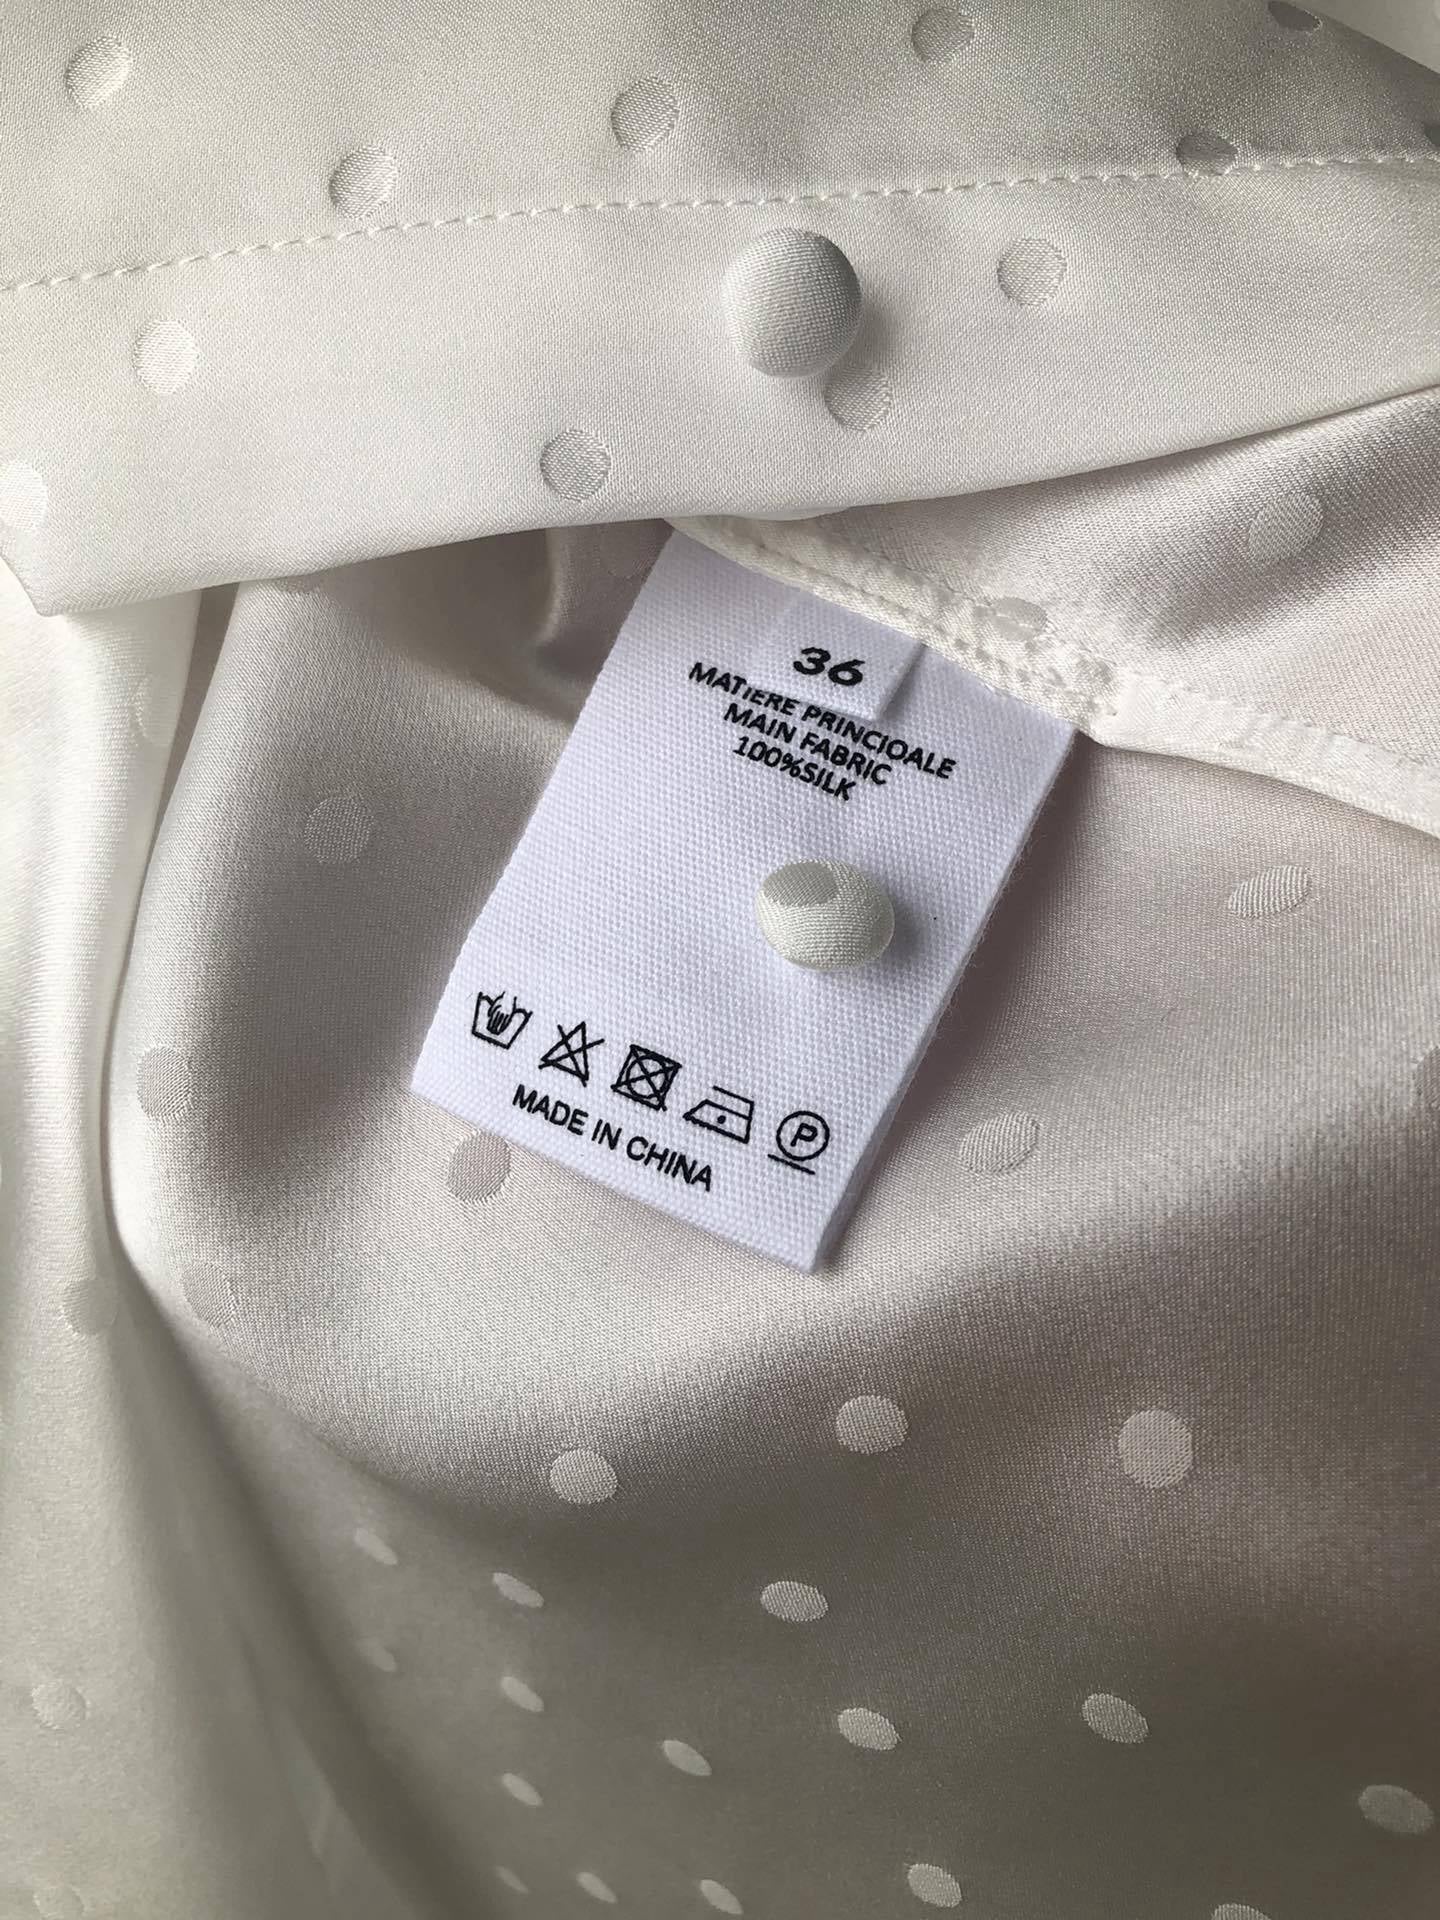 36
MATIERE PRINCIOALE
MAIN FABRIC
100%SILK
P
MADE IN CHINA